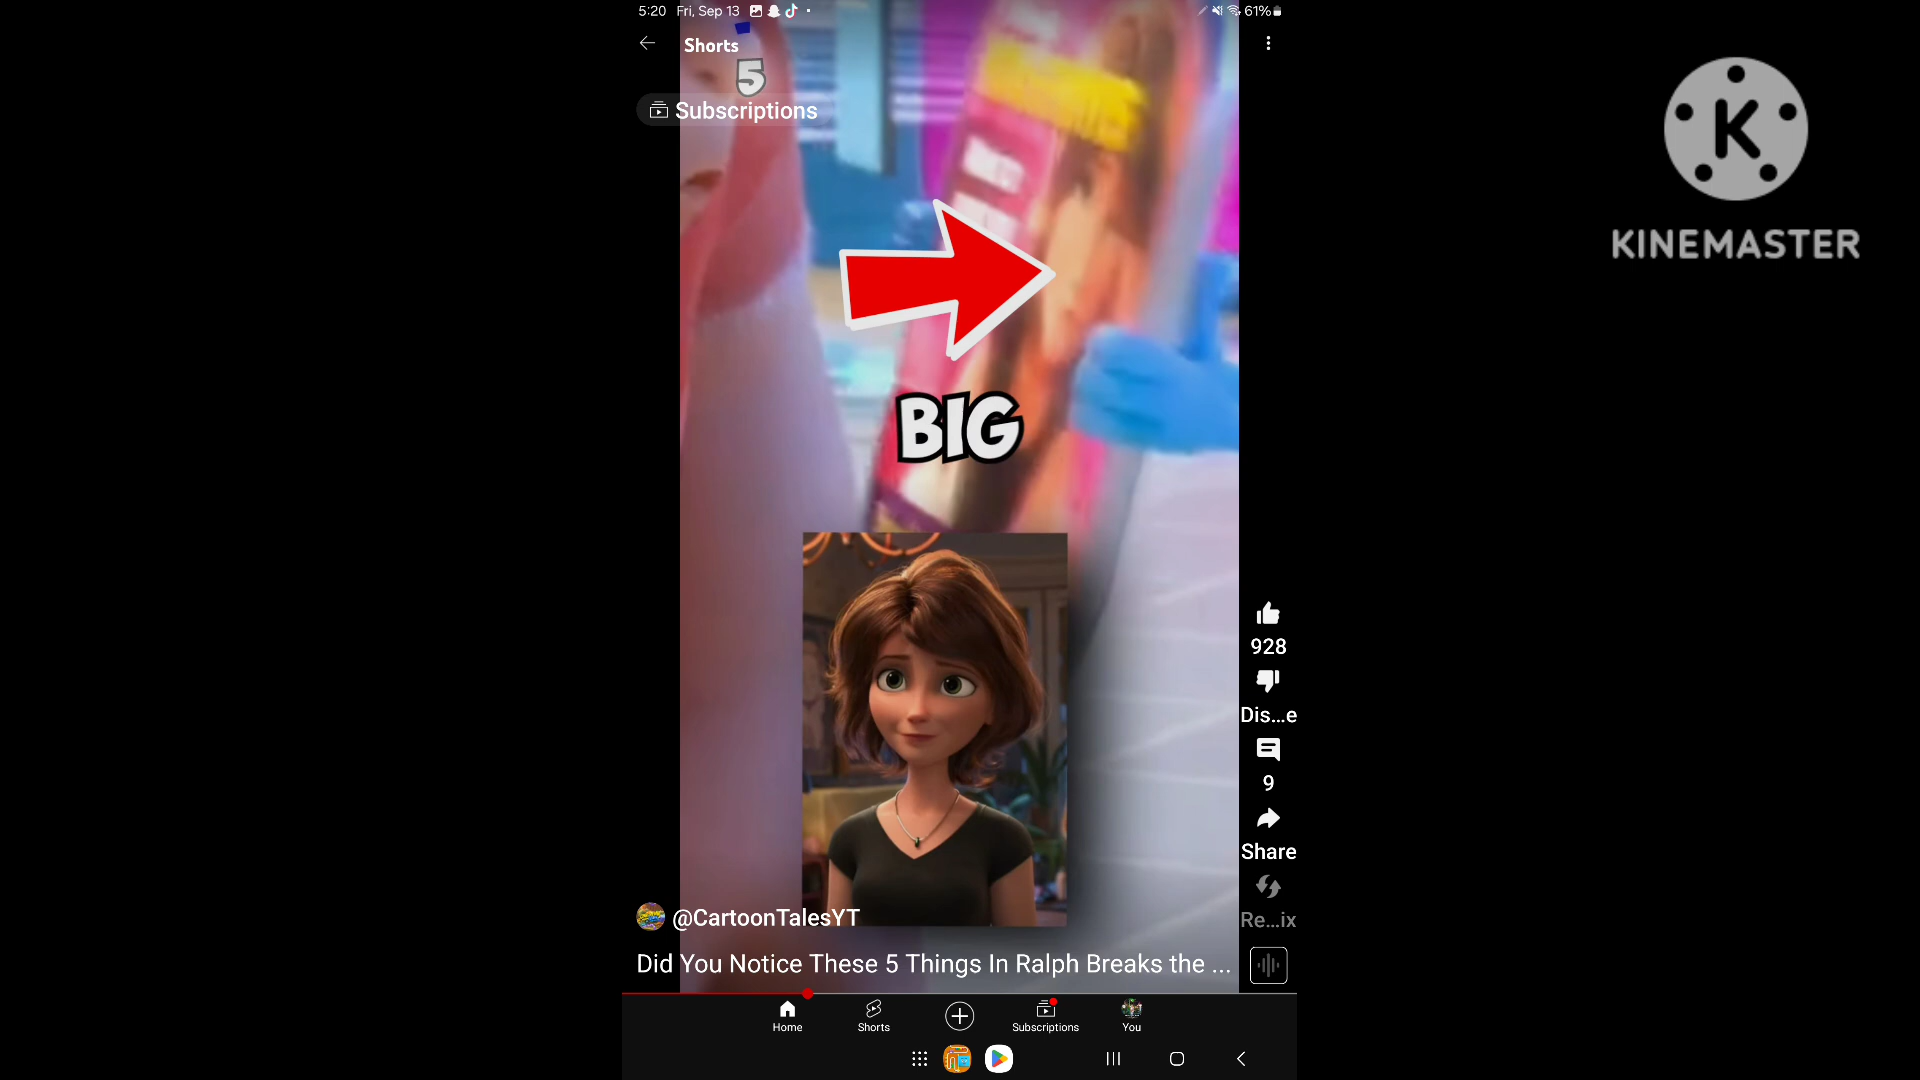 5:20 Fri, Sep 13 61%
Shorts
5
Subscriptions
KINEMASTER
BIG
928
Dis...e
9
Share
Re...ix
@CartoonTalesYT
Did You Notice These 5 Things In Ralph Breaks the ...
Home Shorts Subscriptions You